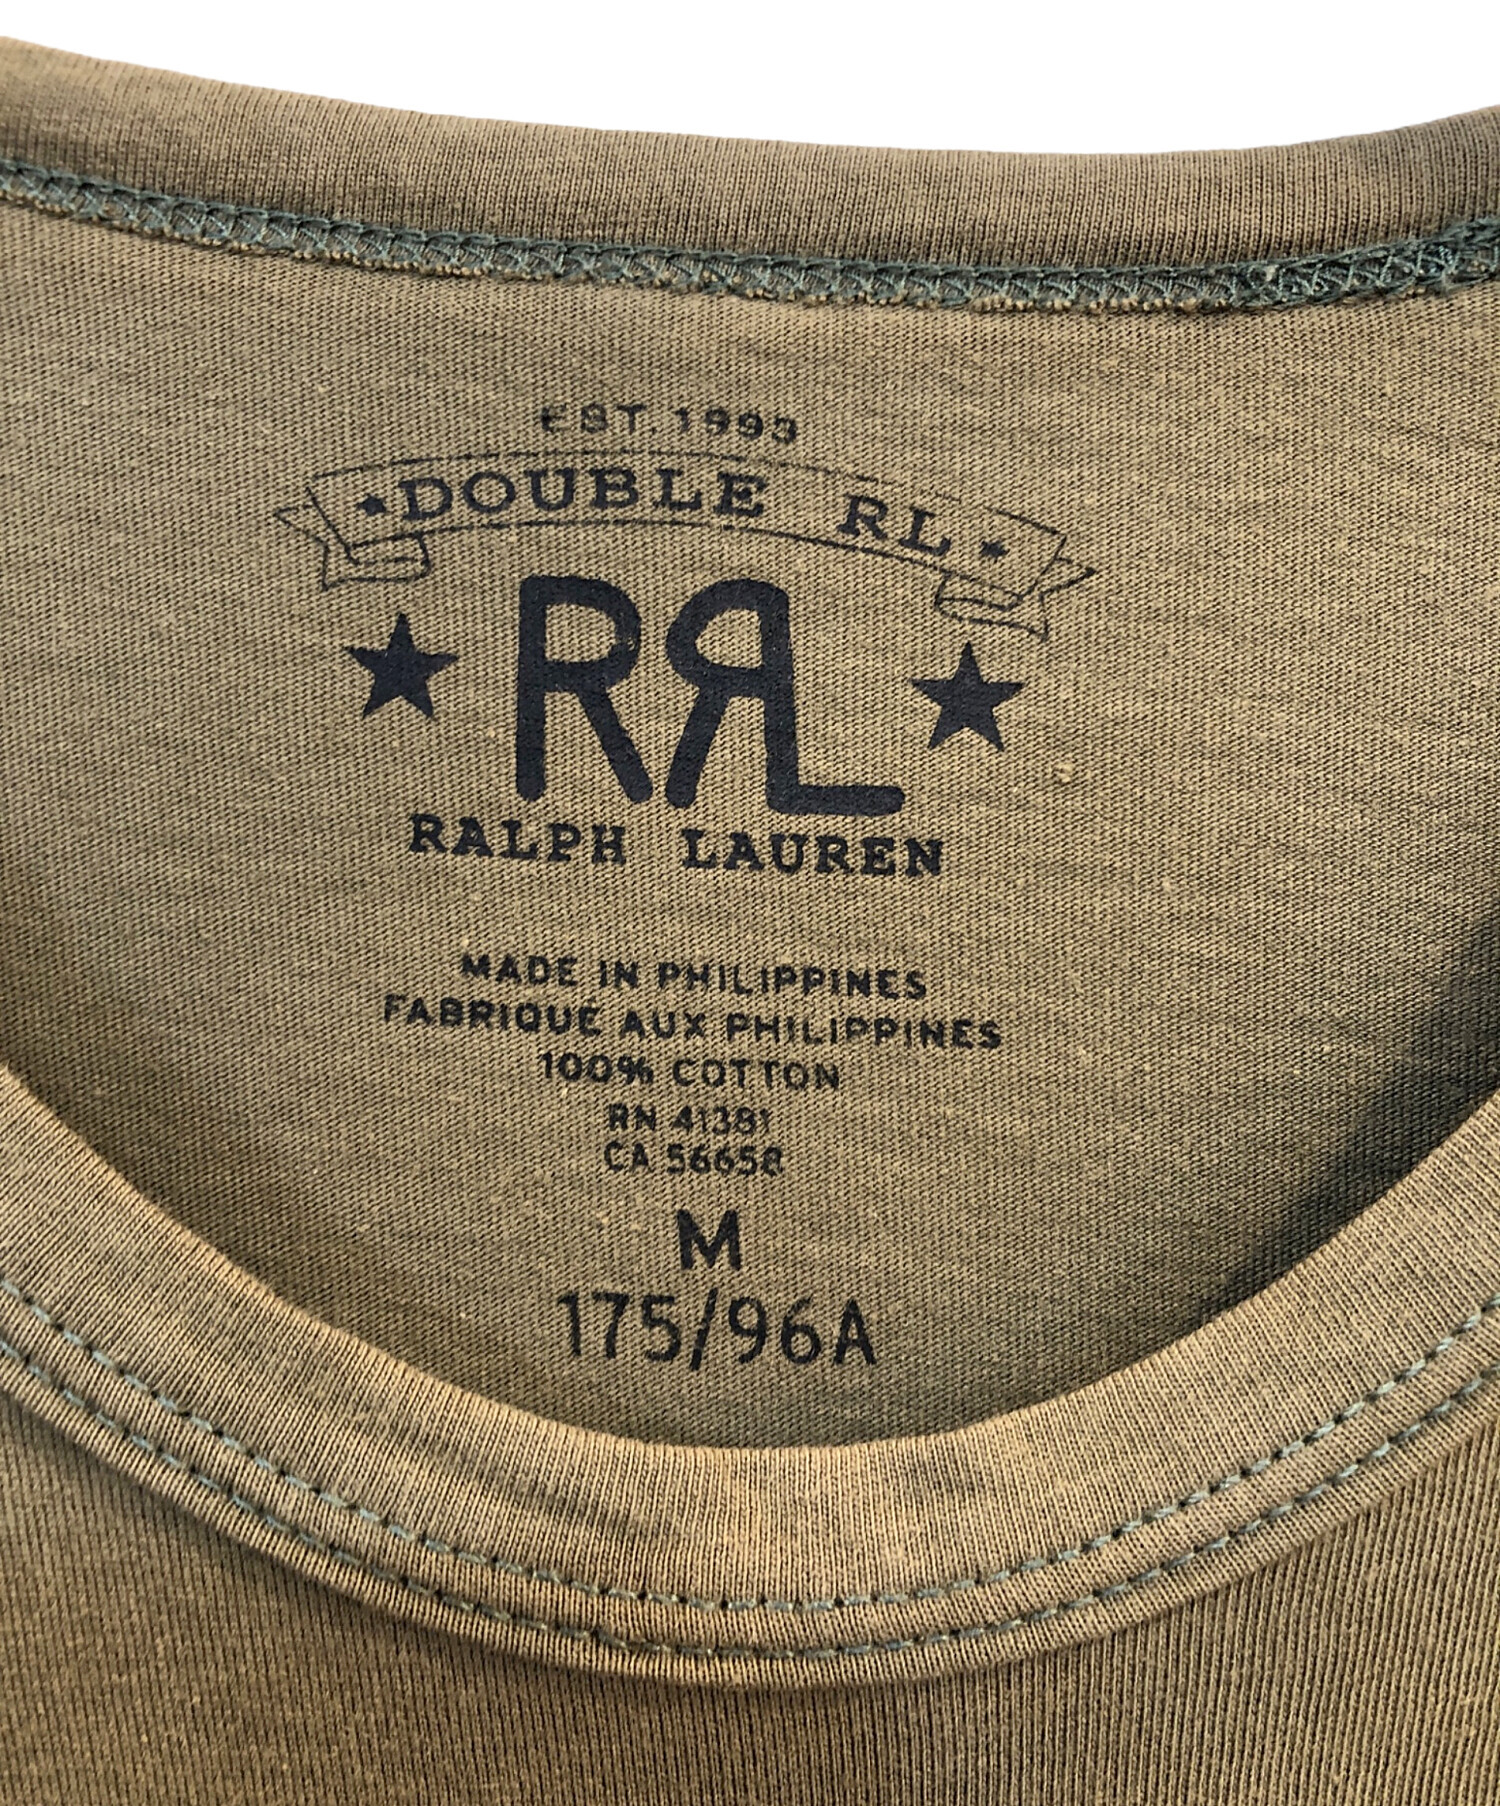 EST. 1993
DOUBLE RL
RRL
RALPH LAUREN
MADE IN PHILIPPINES
FABRIQUÉ AUX PHILIPPINES
100% COTTON
RN 41381
CA 56658
M
175/96A